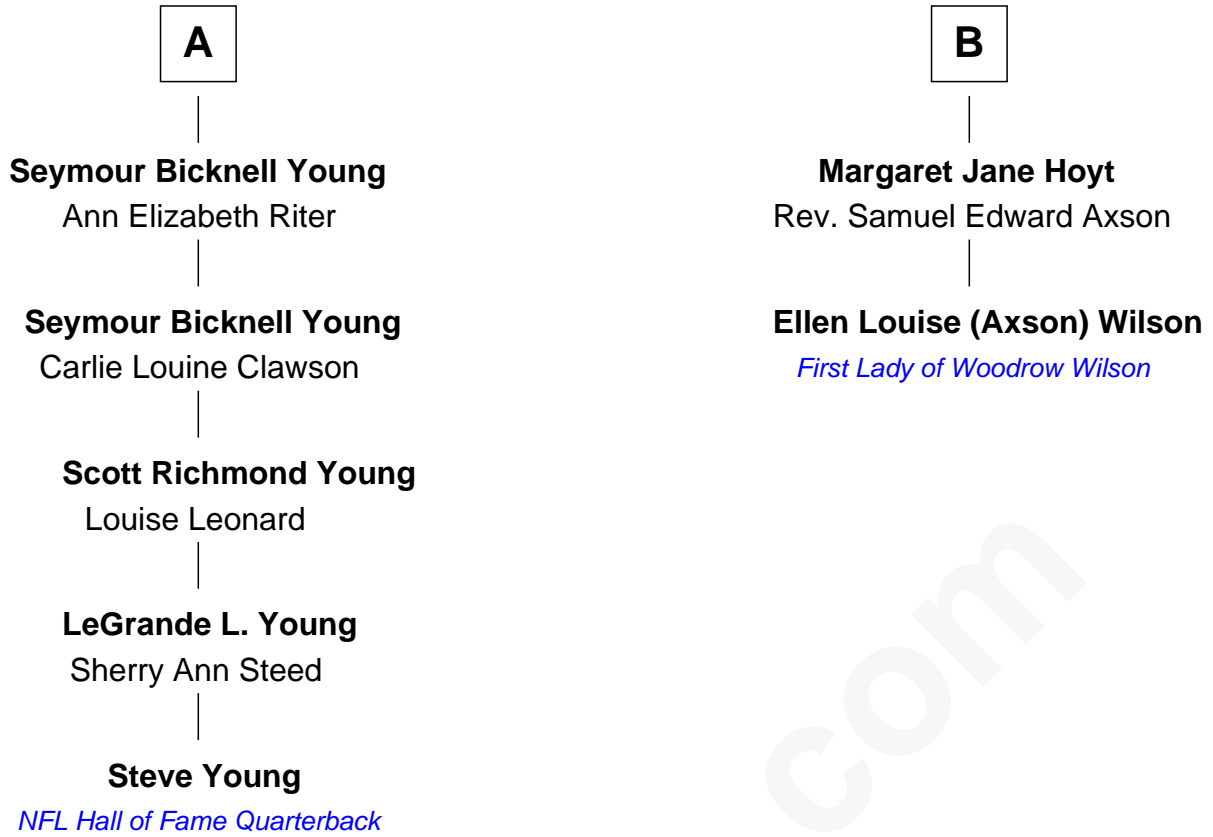 A
Seymour Bicknell Young
Ann Elizabeth Riter
Seymour Bicknell Young
Carlie Louine Clawson
Scott Richmond Young
Louise Leonard
LeGrande L. Young
Sherry Ann Steed
Steve Young
NFL Hall of Fame Quarterback
B
Margaret Jane Hoyt
Rev. Samuel Edward Axson
Ellen Louise (Axson) Wilson
First Lady of Woodrow Wilson
com